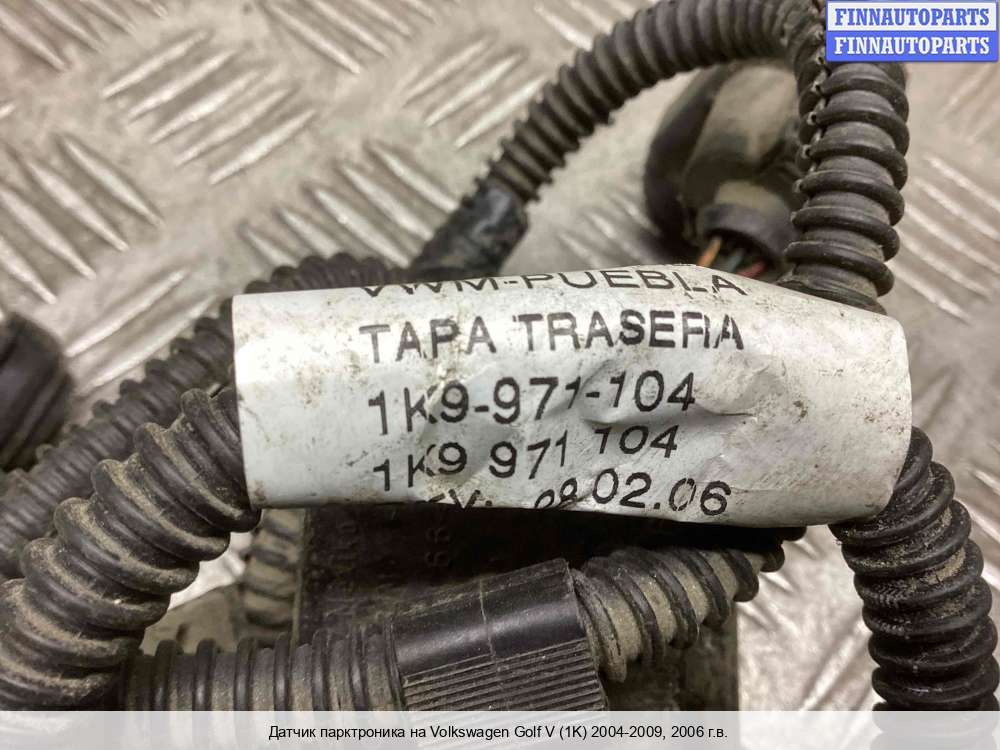 FINNAUTOPARTS
FINNAUTOPARTS
VWM-PUEBLA
TAPA TRASERA
1K9-971-104
1K9 971 104
08.02.06
Датчик парктроника на Volkswagen Golf V (1K) 2004-2009, 2006 г.в.